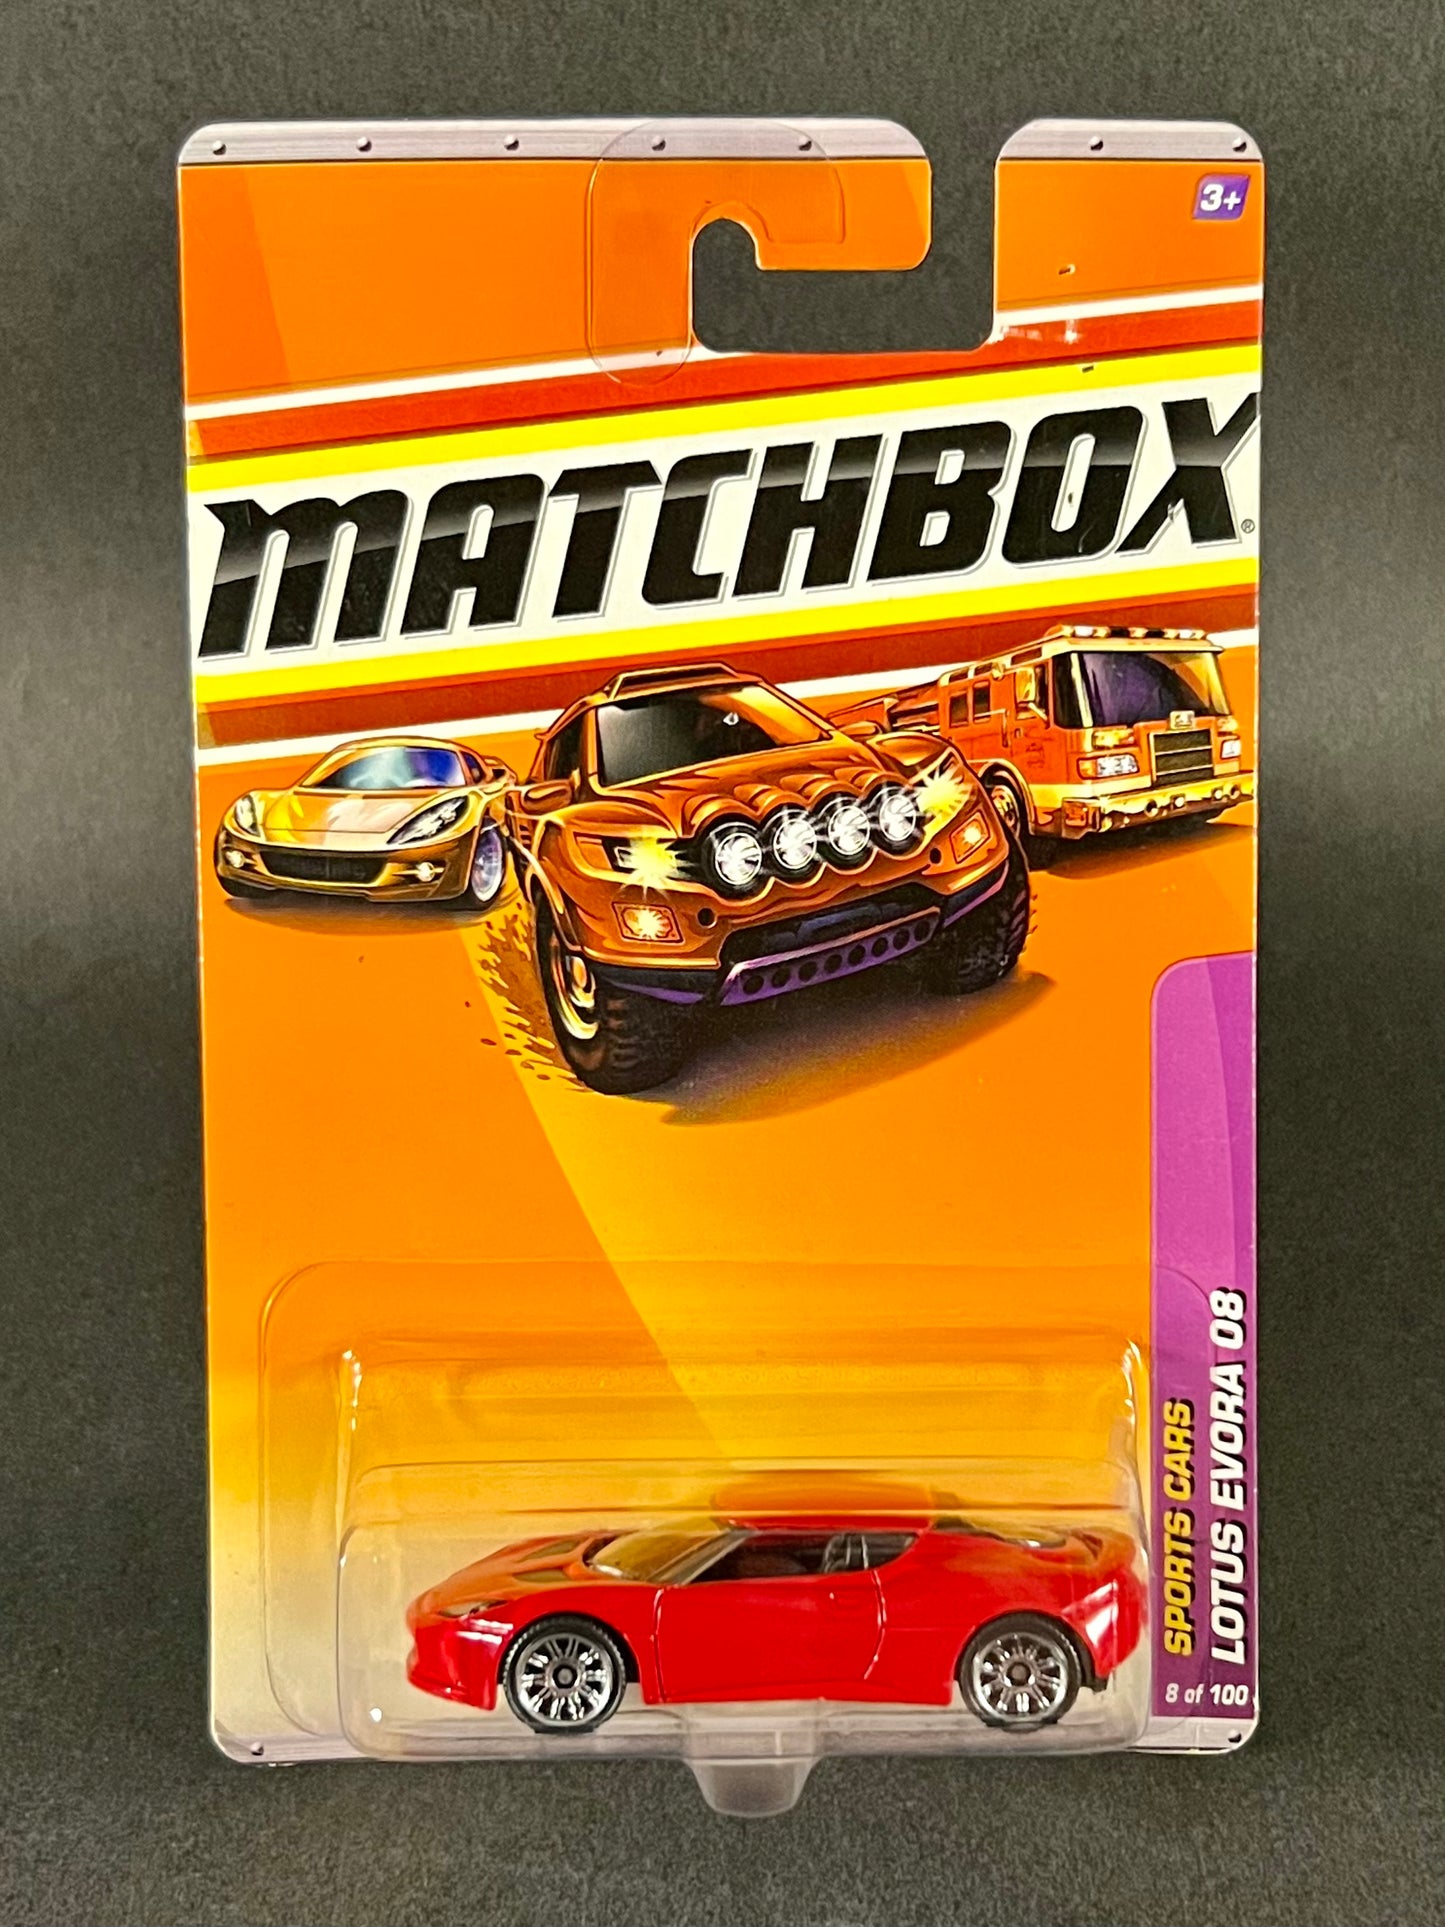 3+
MATCHBOX®
SPORTS CARS
LOTUS EVORA 08
8 of 100